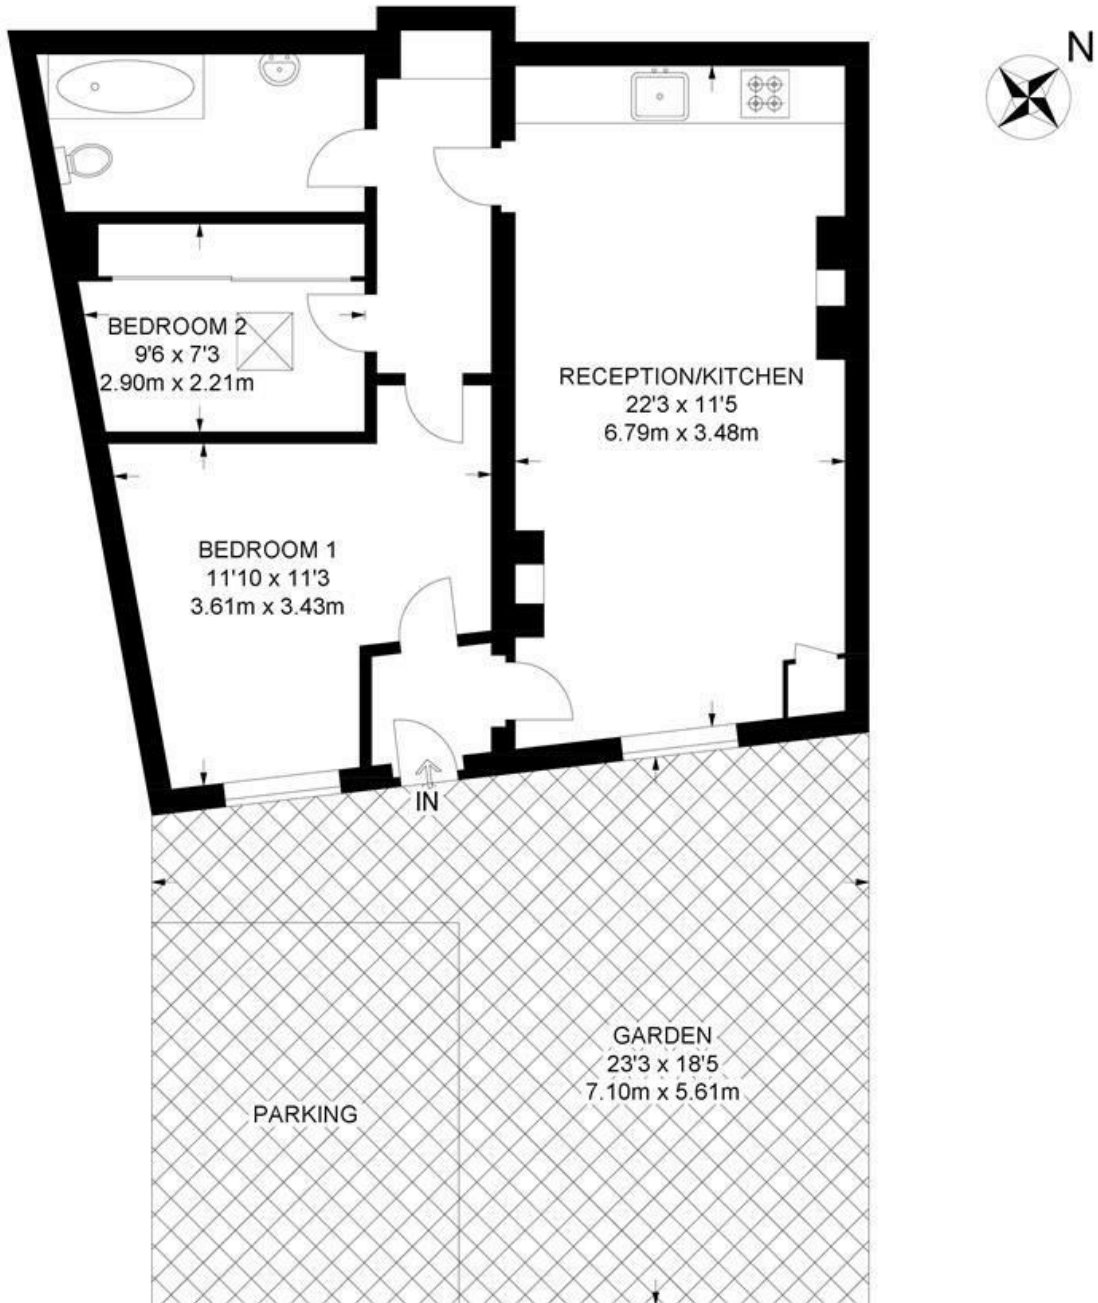 N
BEDROOM 2
9'6 x 7'3
2.90m x 2.21m
RECEPTION/KITCHEN
22'3 x 11'5
6.79m x 3.48m
BEDROOM 1
11'10 x 11'3
3.61m x 3.43m
IN
GARDEN
23'3 x 18'5
7.10m x 5.61m
PARKING